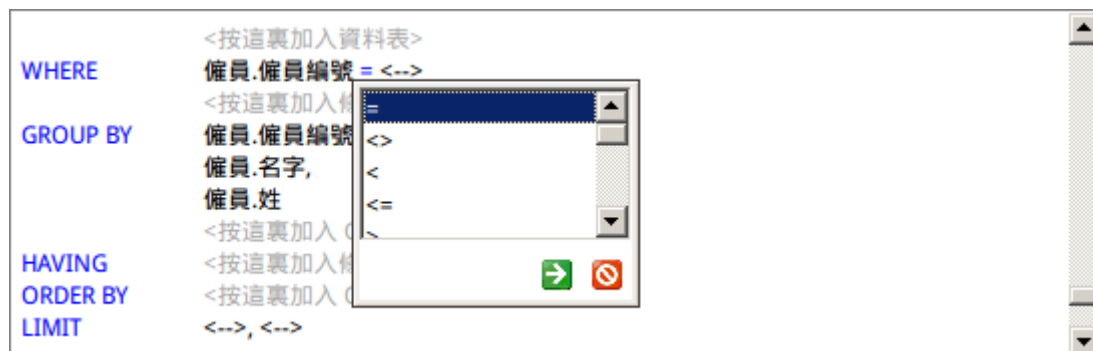 <按這裏加入資料表>
WHERE 僱員.僱員編號 = <-->
<按這裏加入
=
<>
GROUP BY 僱員.僱員編號
僱員.名字,
<
僱員.姓
<=
<按這裏加入
HAVING <按這裏加入
ORDER BY <按這裏加入
LIMIT <-->, <-->